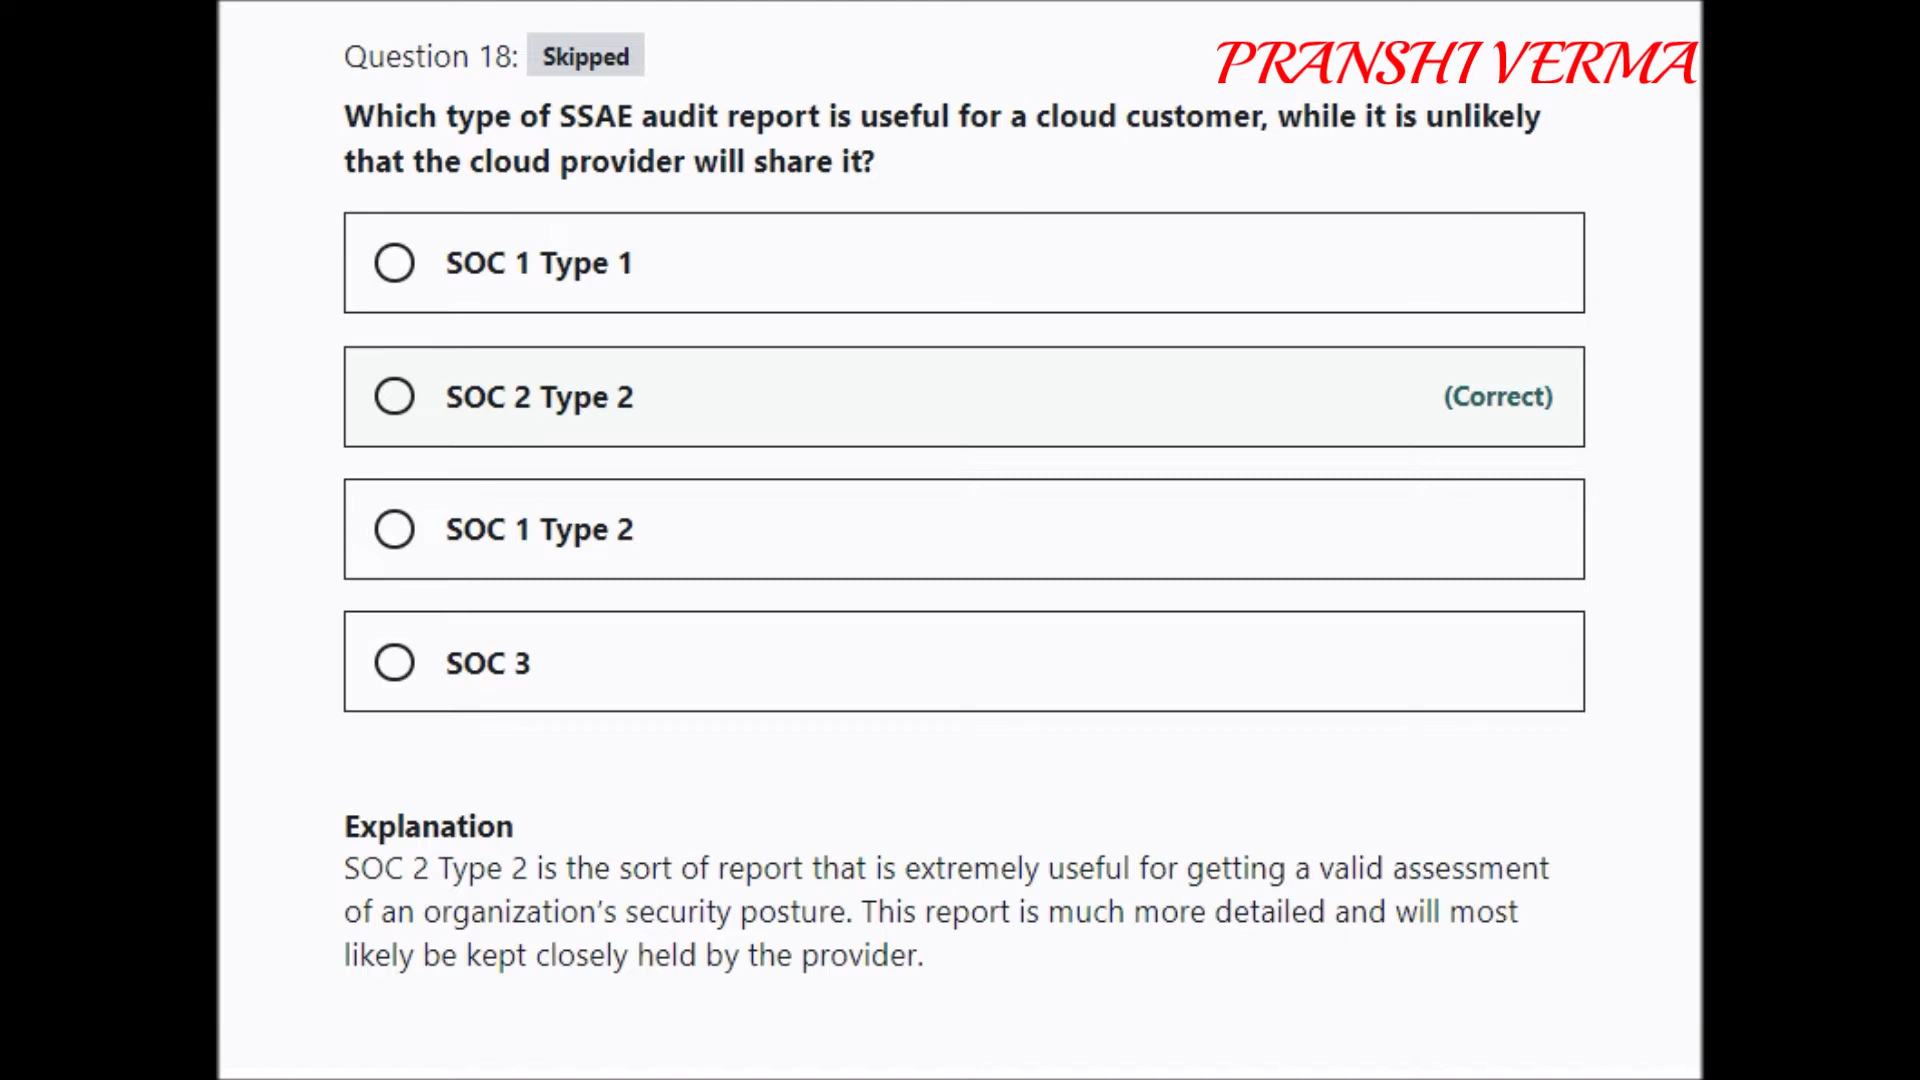 Question 18: Skipped
PRANSHI VERMA
Which type of SSAE audit report is useful for a cloud customer, while it is unlikely
that the cloud provider will share it?
SOC 1 Type 1
SOC 2 Type 2 (Correct)
SOC 1 Type 2
SOC 3
Explanation
SOC 2 Type 2 is the sort of report that is extremely useful for getting a valid assessment
of an organization's security posture. This report is much more detailed and will most
likely be kept closely held by the provider.